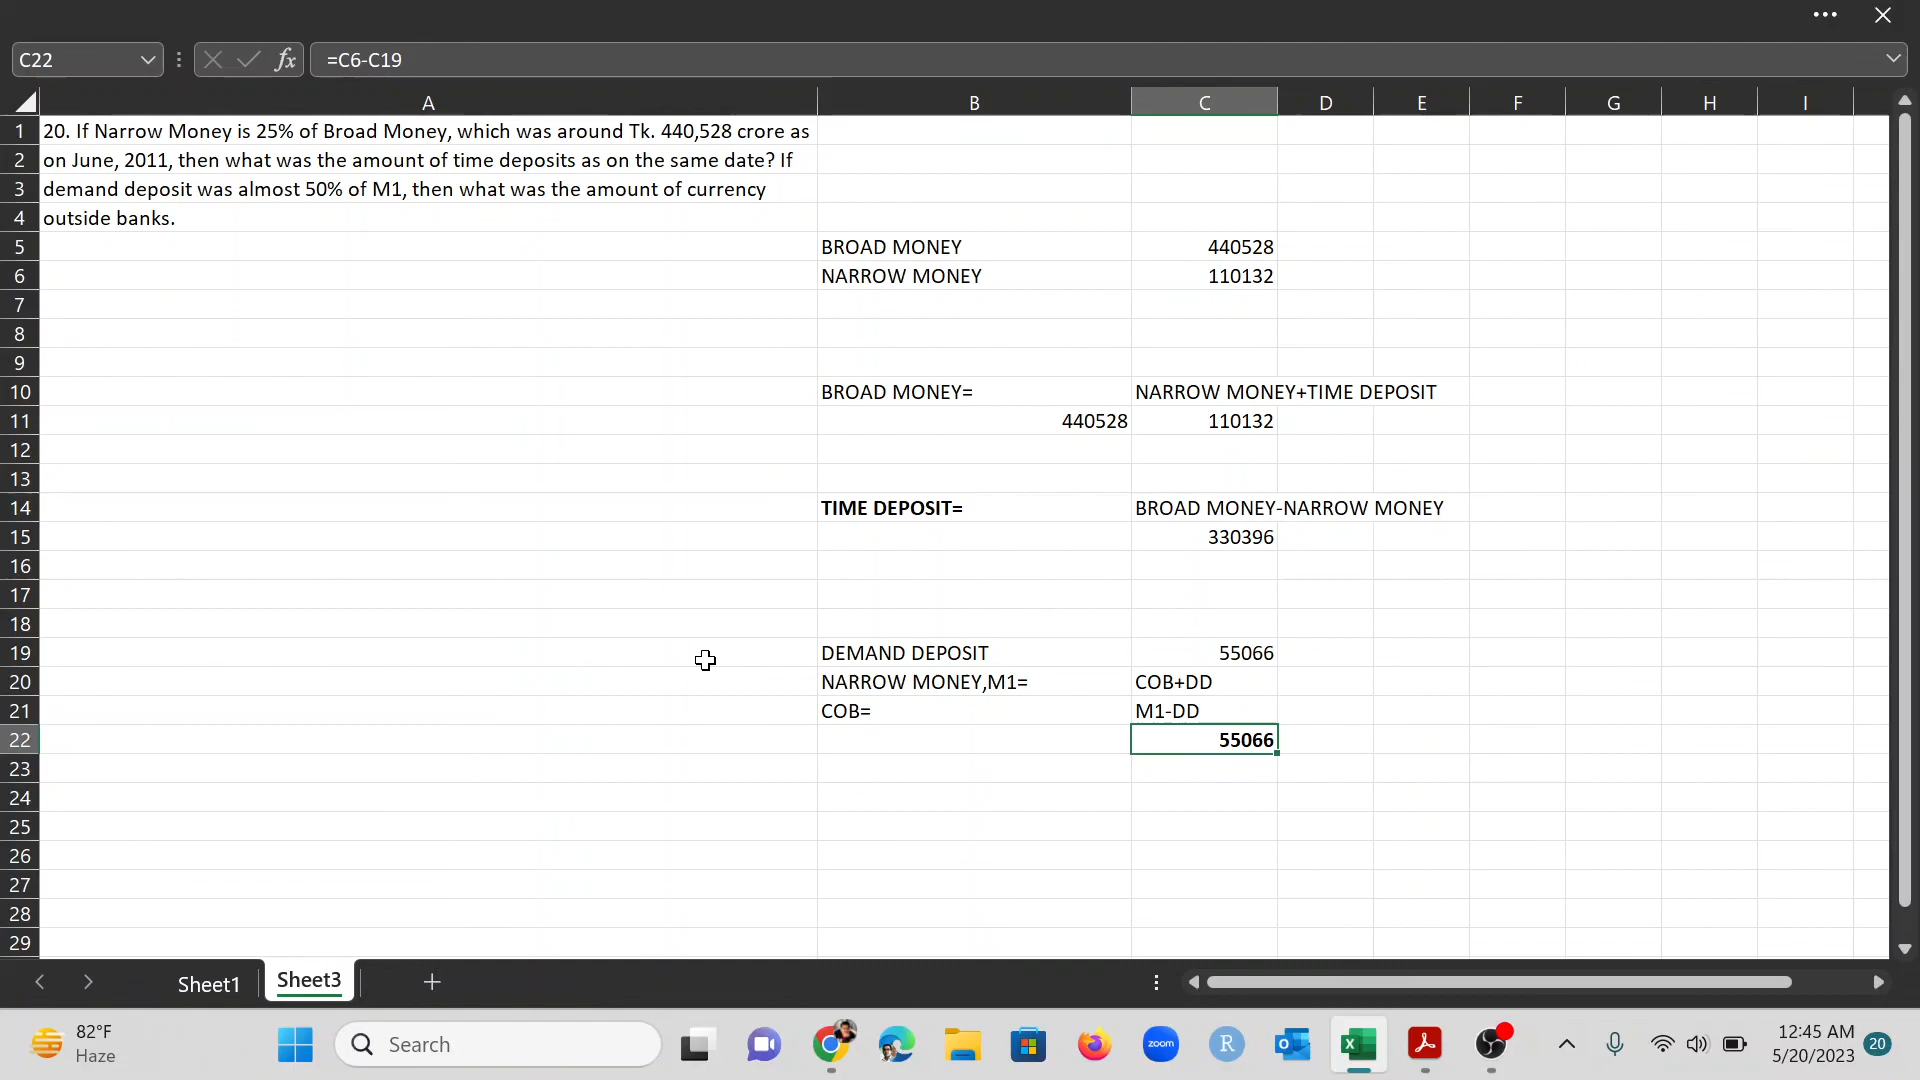 C22
fx
=C6-C19
A B C D E F G H I
1 20. If Narrow Money is 25% of Broad Money, which was around Tk. 440,528 crore as
2 on June, 2011, then what was the amount of time deposits as on the same date? If
3 demand deposit was almost 50% of M1, then what was the amount of currency
4 outside banks.
5 BROAD MONEY 440528
6 NARROW MONEY 110132
7
8
9
10 BROAD MONEY= NARROW MONEY+TIME DEPOSIT
11 440528 110132
12
13
14 TIME DEPOSIT= BROAD MONEY-NARROW MONEY
15 330396
16
17
18
19 DEMAND DEPOSIT 55066
20 NARROW MONEY,M1= COB+DD
21 COB= M1-DD
22 55066
23
24
25
26
27
28
29
Sheet1 Sheet3
82°F
Haze
Search
zoom
R
12:45 AM
5/20/2023
20